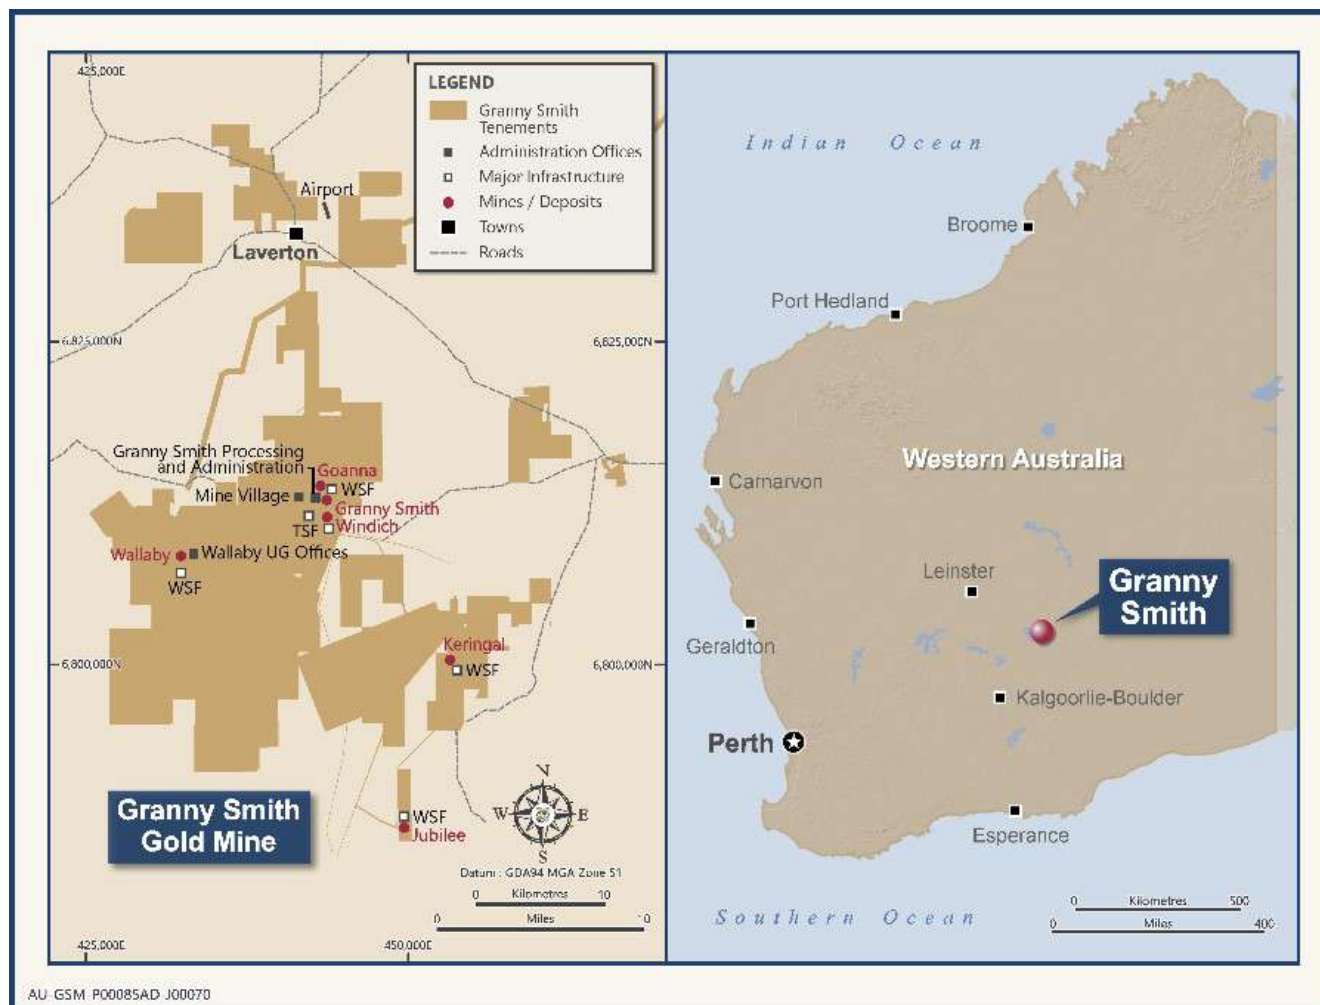 425,000E
LEGEND
Granny Smith
Tenements
Administration Offices
Major Infrastructure
Mines / Deposits
Towns
Roads
Airport
Laverton
6,825,000N
6,825,000N
Granny Smith Processing
and Administration
Goanna
WSF
Mine Village
Granny Smith
TSF
Windich
Wallaby
Wallaby UG Offices
WSF
Keringal
WSF
6,800,000N
6,800,000N
Granny Smith
Gold Mine
WSF
Jubilee
N
W
E
S
Datum : GDA94 MGA Zone 51
0 Kilometres 10
0 Miles 10
425,000E
450,000E
Indian Ocean
Broome
Port Hedland
Western Australia
Carnarvon
Leinster
Granny
Smith
Geraldton
Kalgoorlie-Boulder
Perth
Esperance
Southern Ocean
0 Kilometres 500
0 Miles 400
AU GSM P00085AD J00070